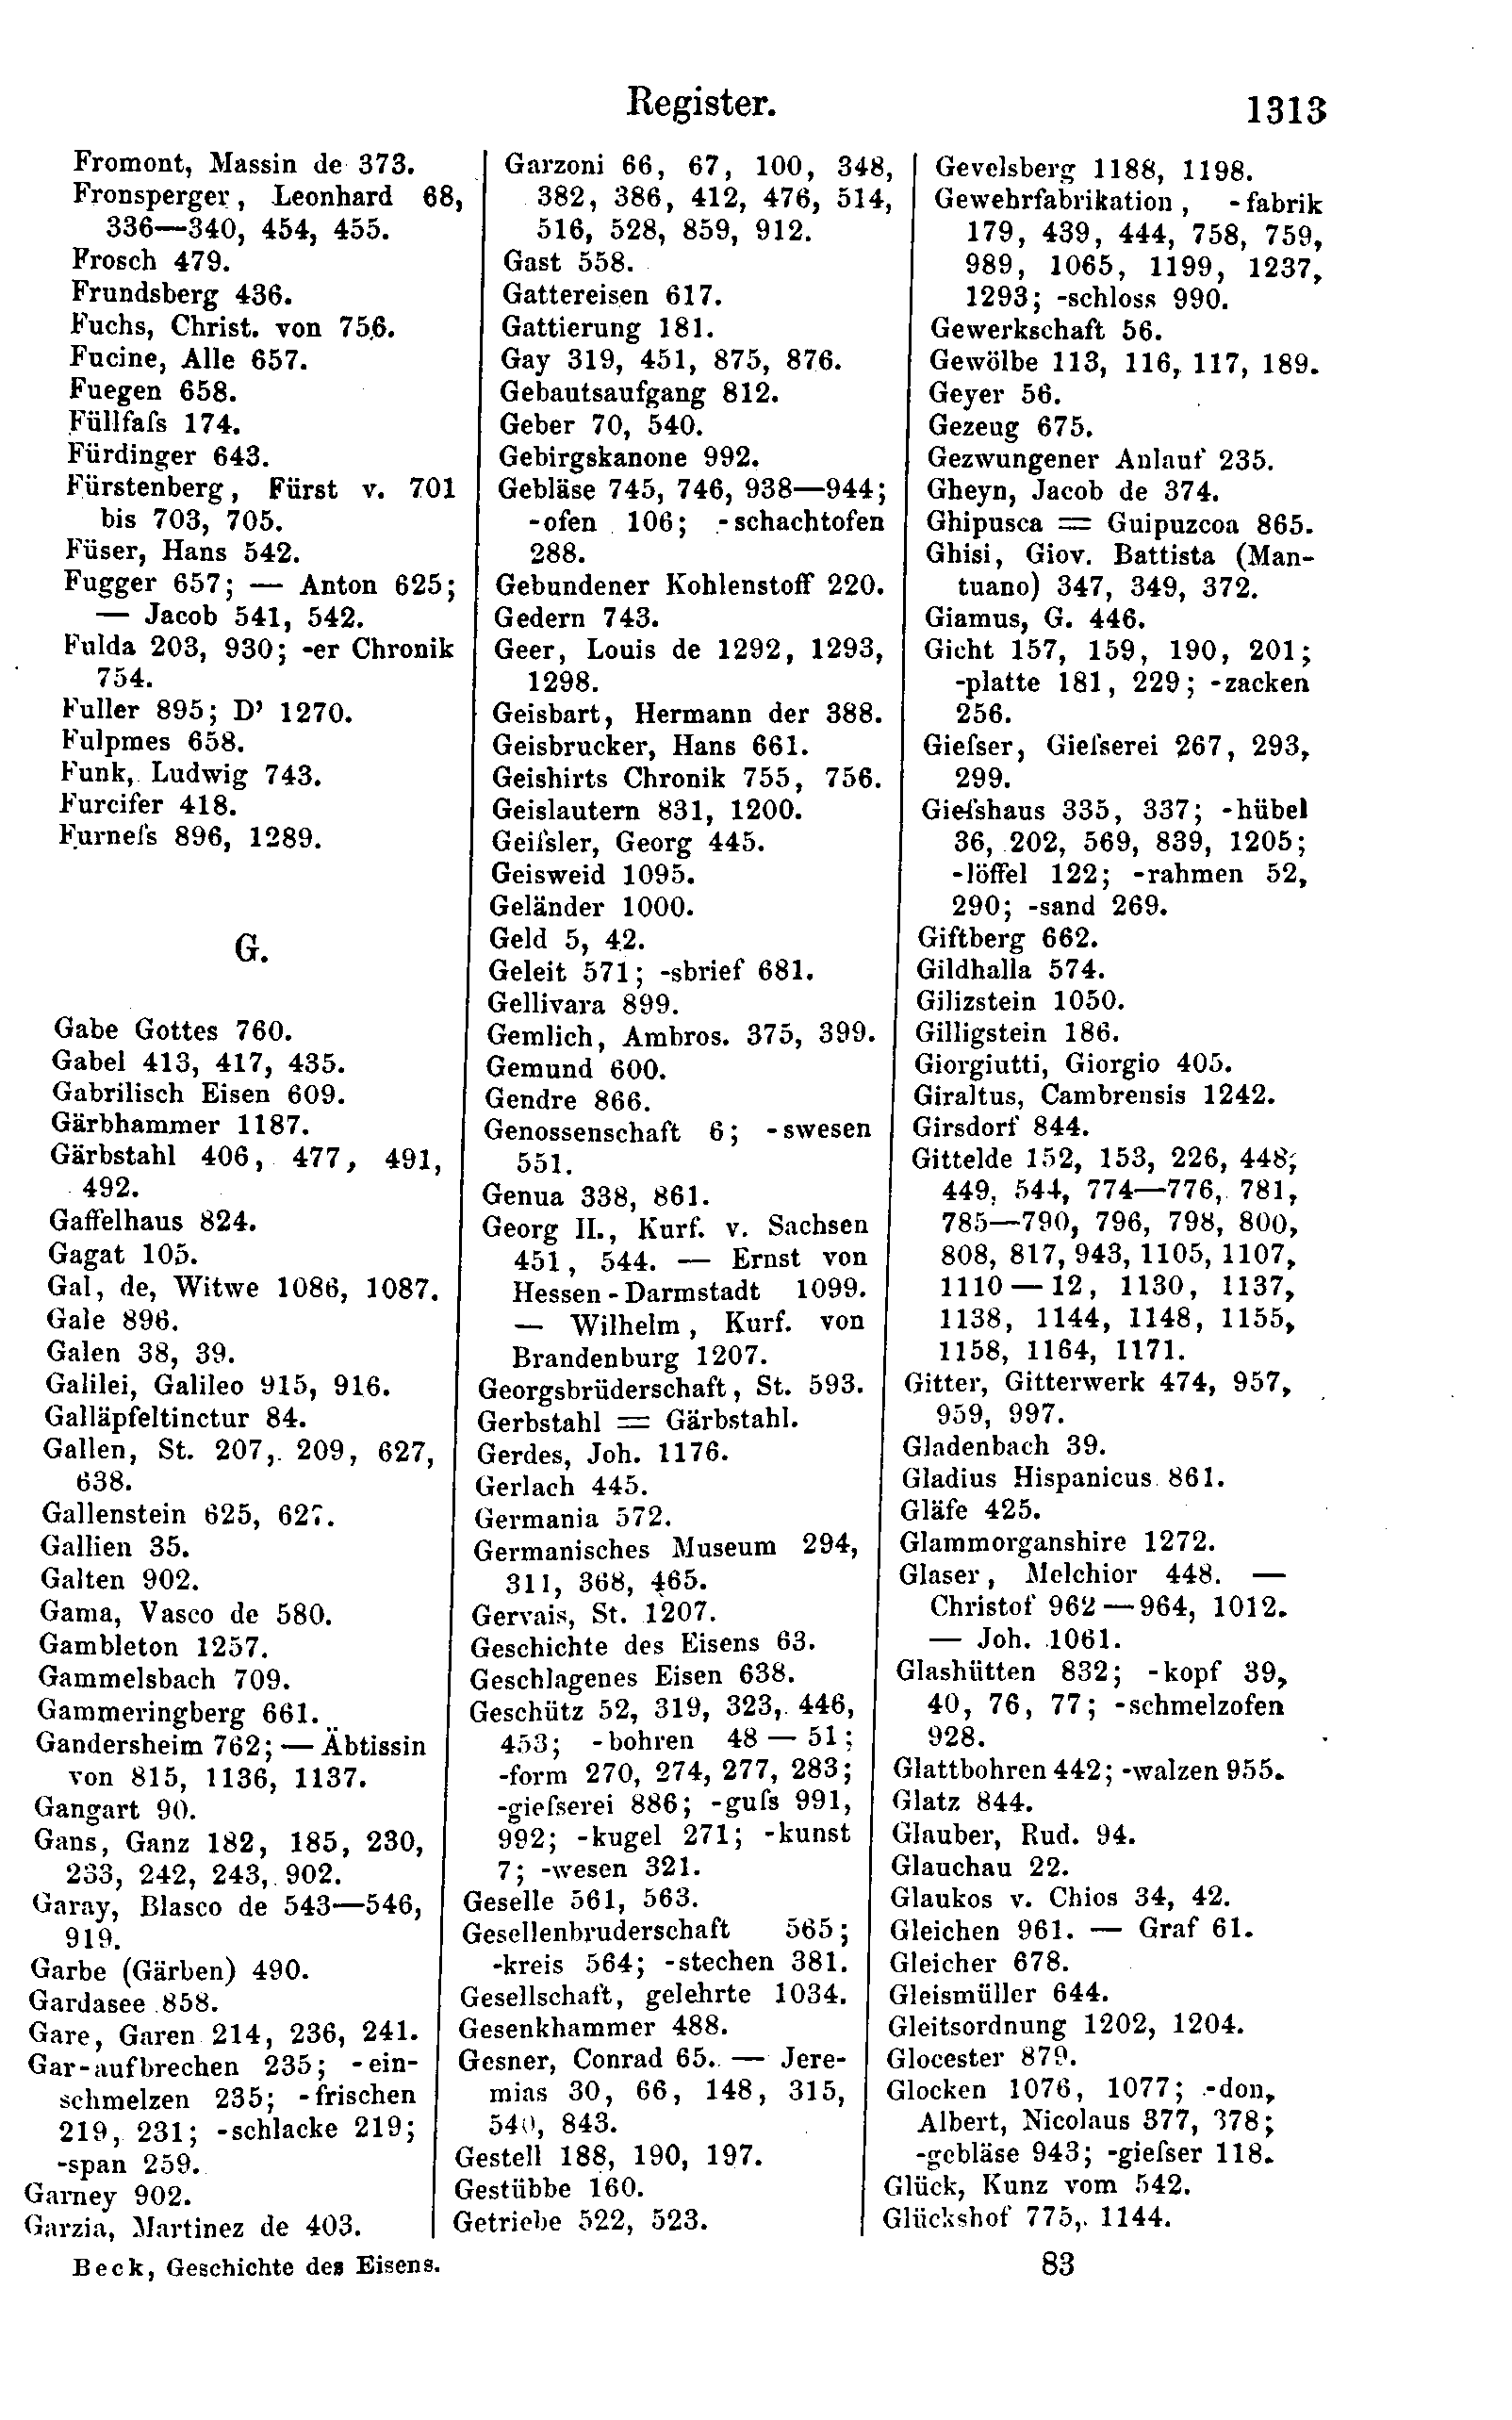 Register.
1313
Fromont, Massin de 373.
Fronsperger, Leonhard 68,
336—340, 454, 455.
Frosch 479.
Frundsberg 436.
Fuchs, Christ. von 756.
Fucine, Alle 657.
Fuegen 658.
Füllfaſs 174.
Fürdinger 643.
Fürstenberg, Fürst v. 701
bis 703, 705.
Füser, Hans 542.
Fugger 657; — Anton 625;
— Jacob 541, 542.
Fulda 203, 930; -er Chronik
754.
Fuller 895; D' 1270.
Fulpmes 658.
Funk, Ludwig 743.
Furcifer 418.
Furneſs 896, 1289.
G.
Gabe Gottes 760.
Gabel 413, 417, 435.
Gabrilisch Eisen 609.
Gärbhammer 1187.
Gärbstahl 406, 477, 491,
492.
Gaffelhaus 824.
Gagat 105.
Gal, de, Witwe 1086, 1087.
Gale 896.
Galen 38, 39.
Galilei, Galileo 915, 916.
Galläpfeltinctur 84.
Gallen, St. 207, 209, 627,
638.
Gallenstein 625, 627.
Gallien 35.
Galten 902.
Gama, Vasco de 580.
Gambleton 1257.
Gammelsbach 709.
Gammeringberg 661.
Gandersheim 762; — Äbtissin
von 815, 1136, 1137.
Gangart 90.
Gans, Ganz 182, 185, 230,
233, 242, 243, 902.
Garay, Blasco de 543—546,
919.
Garbe (Gärben) 490.
Gardasee 858.
Gare, Garen 214, 236, 241.
Gar-aufbrechen 235; -ein-
schmelzen 235; -frischen
219, 231; -schlacke 219;
-span 259.
Garney 902.
Garzia, Martinez de 403.
Garzoni 66, 67, 100, 348,
382, 386, 412, 476, 514,
516, 528, 859, 912.
Gast 558.
Gattereisen 617.
Gattierung 181.
Gay 319, 451, 875, 876.
Gebautsaufgang 812.
Geber 70, 540.
Gebirgskanone 992.
Gebläse 745, 746, 938—944;
-ofen 106; -schachtofen
288.
Gebundener Kohlenstoff 220.
Gedern 743.
Geer, Louis de 1292, 1293,
1298.
Geisbart, Hermann der 388.
Geisbrucker, Hans 661.
Geishirts Chronik 755, 756.
Geislautern 831, 1200.
Geiſsler, Georg 445.
Geisweid 1095.
Geländer 1000.
Geld 5, 42.
Geleit 571; -sbrief 681.
Gellivara 899.
Gemlich, Ambros. 375, 399.
Gemund 600.
Gendre 866.
Genossenschaft 6; -swesen
551.
Genua 338, 861.
Georg II., Kurf. v. Sachsen
451, 544. — Ernst von
Hessen-Darmstadt 1099.
— Wilhelm, Kurf. von
Brandenburg 1207.
Georgsbrüderschaft, St. 593.
Gerbstahl = Gärbstahl.
Gerdes, Joh. 1176.
Gerlach 445.
Germania 572.
Germanisches Museum 294,
311, 368, 465.
Gervais, St. 1207.
Geschichte des Eisens 63.
Geschlagenes Eisen 638.
Geschütz 52, 319, 323, 446,
453; -bohren 48 — 51;
-form 270, 274, 277, 283;
-gieſserei 886; -guſs 991,
992; -kugel 271; -kunst
7; -wesen 321.
Geselle 561, 563.
Gesellenbruderschaft 565;
-kreis 564; -stechen 381.
Gesellschaft, gelehrte 1034.
Gesenkhammer 488.
Gesner, Conrad 65. — Jere-
mias 30, 66, 148, 315,
540, 843.
Gestell 188, 190, 197.
Gestübbe 160.
Getriebe 522, 523.
Gevelsberg 1188, 1198.
Gewehrfabrikation, -fabrik
179, 439, 444, 758, 759,
989, 1065, 1199, 1237,
1293; -schloss 990.
Gewerkschaft 56.
Gewölbe 113, 116, 117, 189.
Geyer 56.
Gezeug 675.
Gezwungener Anlauf 235.
Gheyn, Jacob de 374.
Ghipusca = Guipuzcoa 865.
Ghisi, Giov. Battista (Man-
tuano) 347, 349, 372.
Giamus, G. 446.
Gicht 157, 159, 190, 201;
-platte 181, 229; -zacken
256.
Gieſser, Gieſserei 267, 293,
299.
Gieſshaus 335, 337; -hübel
36, 202, 569, 839, 1205;
-löffel 122; -rahmen 52,
290; -sand 269.
Giftberg 662.
Gildhalla 574.
Gilizstein 1050.
Gilligstein 186.
Giorgiutti, Giorgio 405.
Giraltus, Cambrensis 1242.
Girsdorf 844.
Gittelde 152, 153, 226, 448,
449, 544, 774—776, 781,
785—790, 796, 798, 800,
808, 817, 943, 1105, 1107,
1110 — 12, 1130, 1137,
1138, 1144, 1148, 1155,
1158, 1164, 1171.
Gitter, Gitterwerk 474, 957,
959, 997.
Gladenbach 39.
Gladius Hispanicus 861.
Gläfe 425.
Glammorganshire 1272.
Glaser, Melchior 448. —
Christof 962 — 964, 1012.
— Joh. 1061.
Glashütten 832; -kopf 39,
40, 76, 77; -schmelzofen
928.
Glattbohren 442; -walzen 955.
Glatz 844.
Glauber, Rud. 94.
Glauchau 22.
Glaukos v. Chios 34, 42.
Gleichen 961. — Graf 61.
Gleicher 678.
Gleismüller 644.
Gleitsordnung 1202, 1204.
Glocester 879.
Glocken 1076, 1077; -don,
Albert, Nicolaus 377, 378;
-gebläse 943; -gieſser 118.
Glück, Kunz vom 542.
Glückshof 775, 1144.
Beck, Geschichte des Eisens.
83